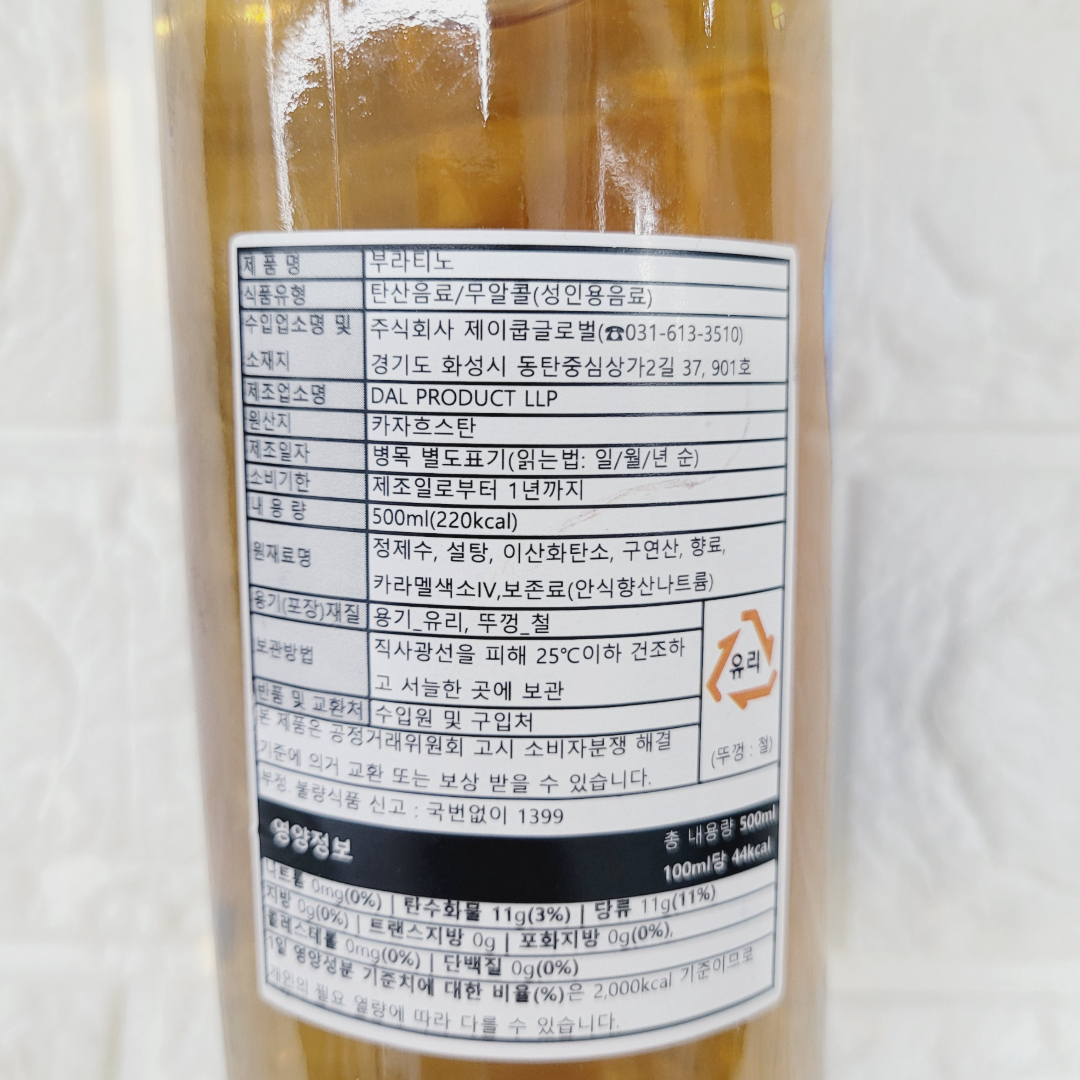 제 품 명 부라티노
식품유형 탄산음료/무알콜(성인용음료)
수입업소명 및 주식회사 제이쿱글로벌(☎031-613-3510)
소재지 경기도 화성시 동탄중심상가2길 37, 901호
제조업소명 DAL PRODUCT LLP
원산지 카자흐스탄
제조일자 병목 별도표기(읽는법: 일/월/년 순)
소비기한 제조일로부터 1년까지
내 용 량 500ml(220kcal)
원재료명 정제수, 설탕, 이산화탄소, 구연산, 향료,
카라멜색소IV,보존료(안식향산나트륨)
용기(포장)재질 용기_유리, 뚜껑_철
보관방법 직사광선을 피해 25℃이하 건조하
고 서늘한 곳에 보관
유리
(뚜껑 : 철)
반품 및 교환처 수입원 및 구입처
본 제품은 공정거래위원회 고시 소비자분쟁 해결
기준에 의거 교환 또는 보상 받을 수 있습니다.
부정. 불량식품 신고 : 국번없이 1399
영양정보
총 내용량 500ml
100ml당 44kcal
나트륨 0mg(0%) | 탄수화물 11g(3%) | 당류 11g(11%)
지방 0g(0%) | 트랜스지방 0g | 포화지방 0g(0%),
콜레스테롤 0mg(0%) | 단백질 0g(0%)
1일 영양성분 기준치에 대한 비율(%)은 2,000kcal 기준이므로
개인의 필요 열량에 따라 다를 수 있습니다.